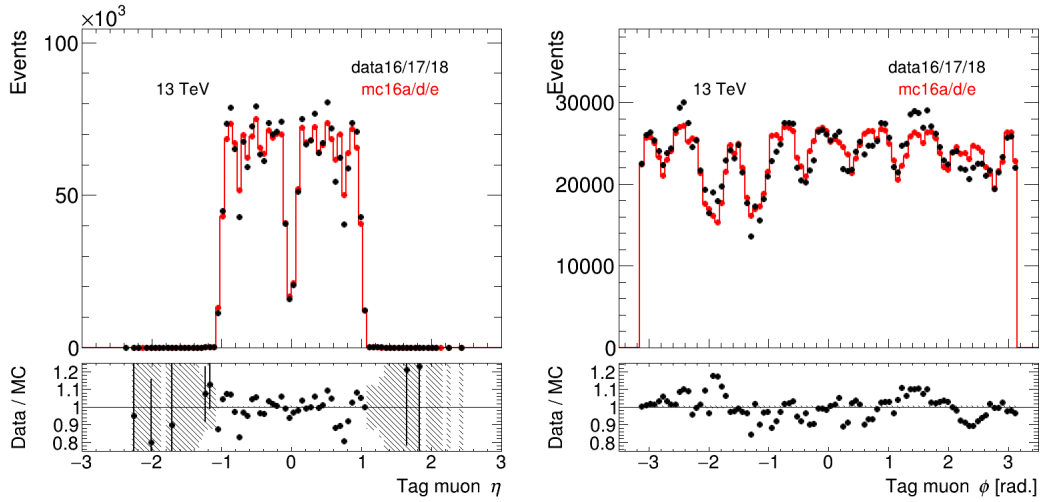 ×10³
Events
100
50
0
data16/17/18
13 TeV
mc16a/d/e
Data / MC
1.2
1.1
1
0.9
0.8
−3 −2 −1 0 1 2 3
Tag muon η
Events
30000
20000
10000
0
data16/17/18
13 TeV
mc16a/d/e
Data / MC
1.2
1.1
1
0.9
0.8
−3 −2 −1 0 1 2 3
Tag muon ϕ [rad.]